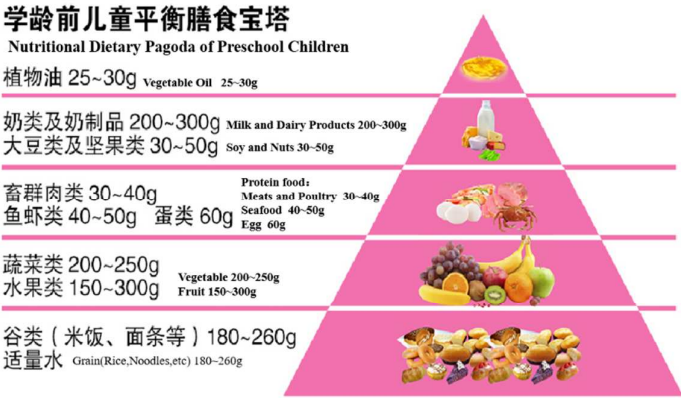 学龄前儿童平衡膳食宝塔
Nutritional Dietary Pagoda of Preschool Children
植物油 25~30g Vegetable Oil 25~30g
奶类及奶制品 200~300g Milk and Dairy Products 200~300g
大豆类及坚果类 30~50g Soy and Nuts 30~50g
Protein food：
畜群肉类 30~40g Meats and Poultry 30~40g
鱼虾类 40~50g 蛋类 60g Seafood 40~50g
Egg 60g
蔬菜类 200~250g Vegetable 200~250g
水果类 150~300g Fruit 150~300g
谷类（米饭、面条等）180~260g
适量水 Grain(Rice,Noodles,etc) 180~260g